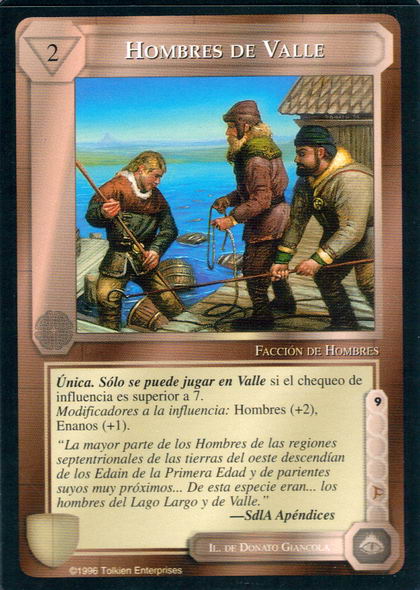 2
HOMBRES DE VALLE
FACCIÓN DE HOMBRES
Única. Sólo se puede jugar en Valle si el chequeo de
influencia es superior a 7.
Modificadores a la influencia: Hombres (+2),
Enanos (+1).
“La mayor parte de los Hombres de las regiones
septentrionales de las tierras del oeste descendían
de los Edain de la Primera Edad y de parientes
suyos muy próximos... De esta especie eran... los
hombres del Lago Largo y de Valle.”
—SdlA Apéndices
9
IL. DE DONATO GIANCOLA
©1996 Tolkien Enterprises